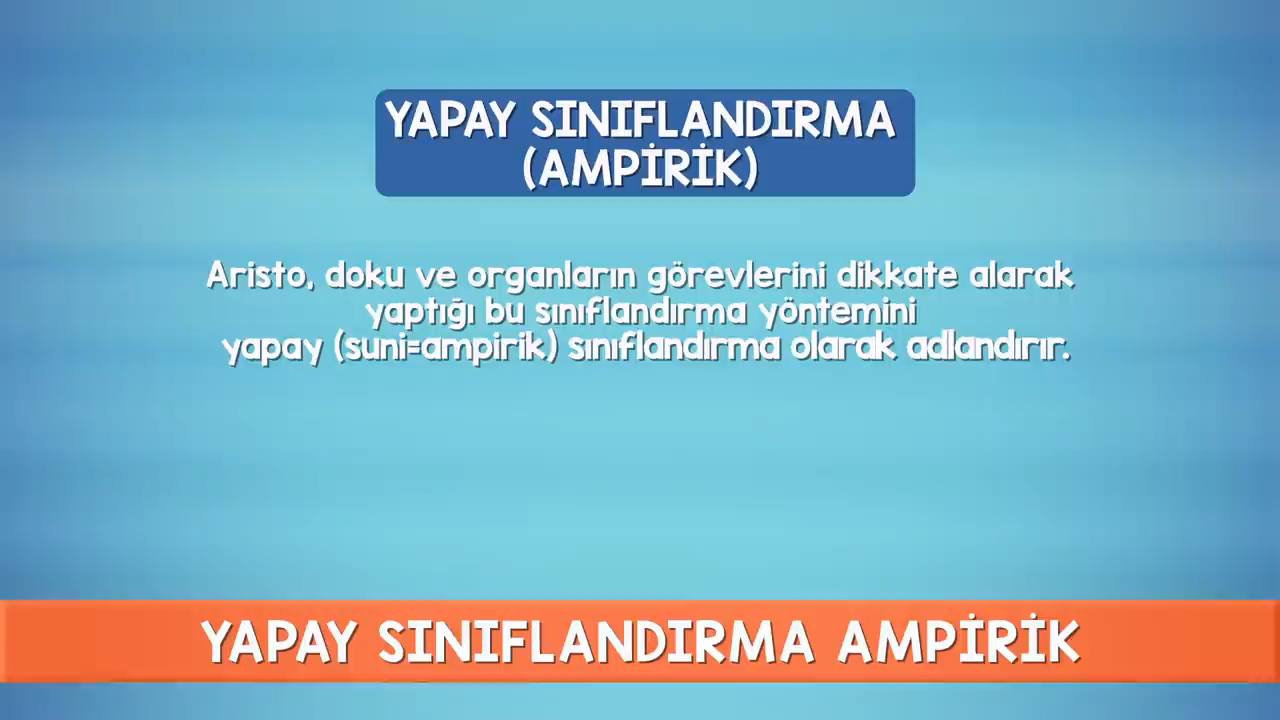 YAPAY SINIFLANDIRMA
(AMPİRİK)
Aristo, doku ve organların görevlerini dikkate alarak
yaptığı bu sınıflandırma yöntemini
yapay (suni=ampirik) sınıflandırma olarak adlandırır.
YAPAY SINIFLANDIRMA AMPİRİK